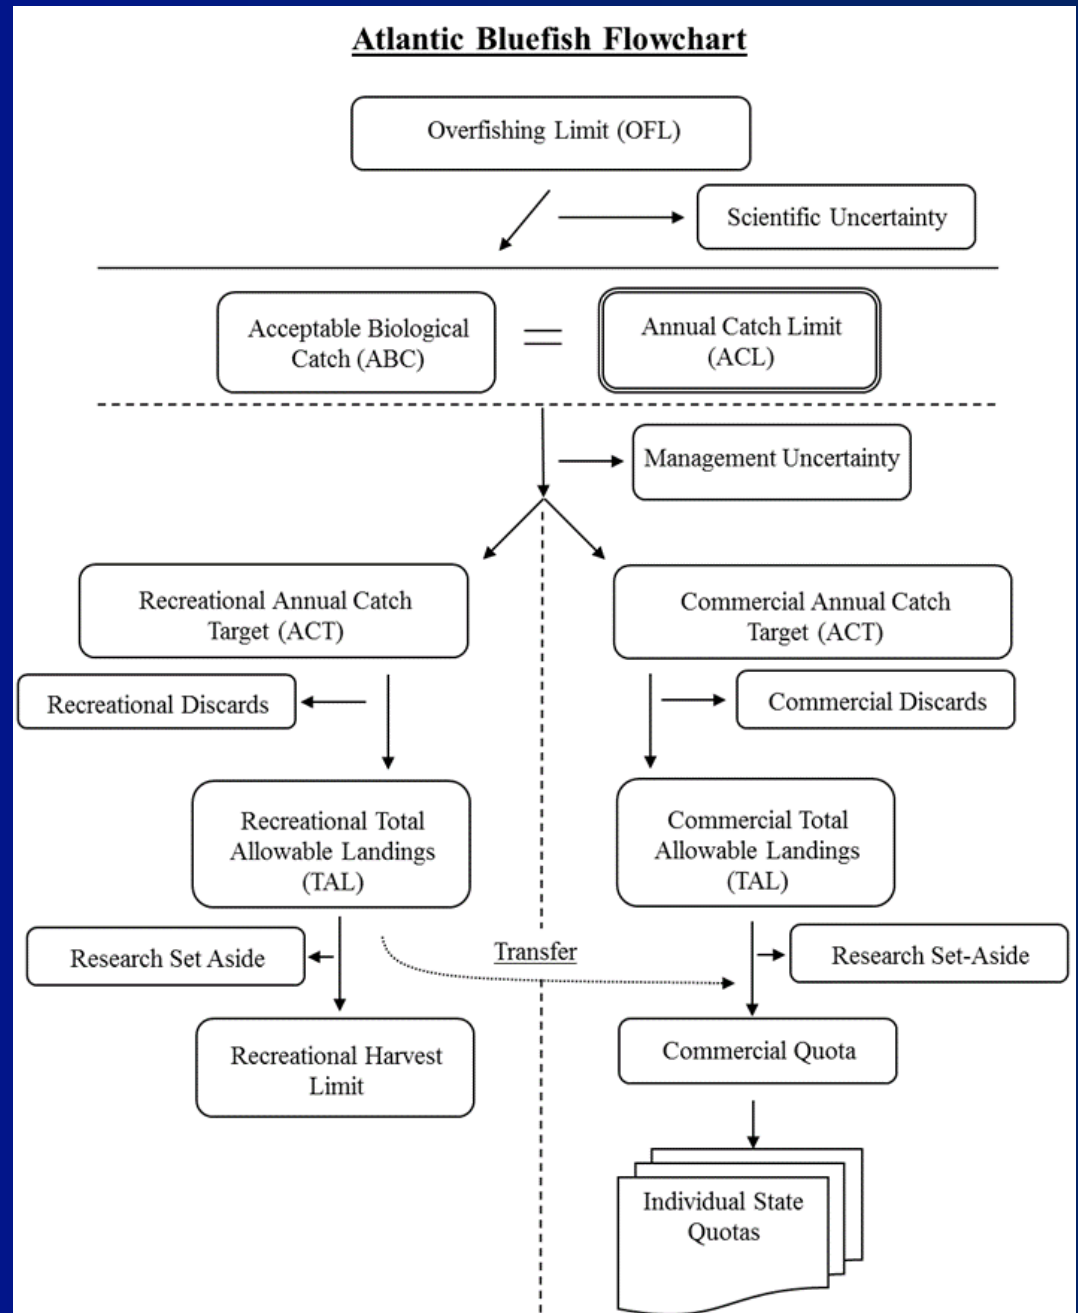 Atlantic Bluefish Flowchart
Overfishing Limit (OFL)
Scientific Uncertainty
Acceptable Biological
Catch (ABC)
=
Annual Catch Limit
(ACL)
Management Uncertainty
Recreational Annual Catch
Target (ACT)
Commercial Annual Catch
Target (ACT)
Recreational Discards
Commercial Discards
Recreational Total
Allowable Landings
(TAL)
Commercial Total
Allowable Landings
(TAL)
Research Set Aside
Transfer
Research Set-Aside
Recreational Harvest
Limit
Commercial Quota
Individual State
Quotas